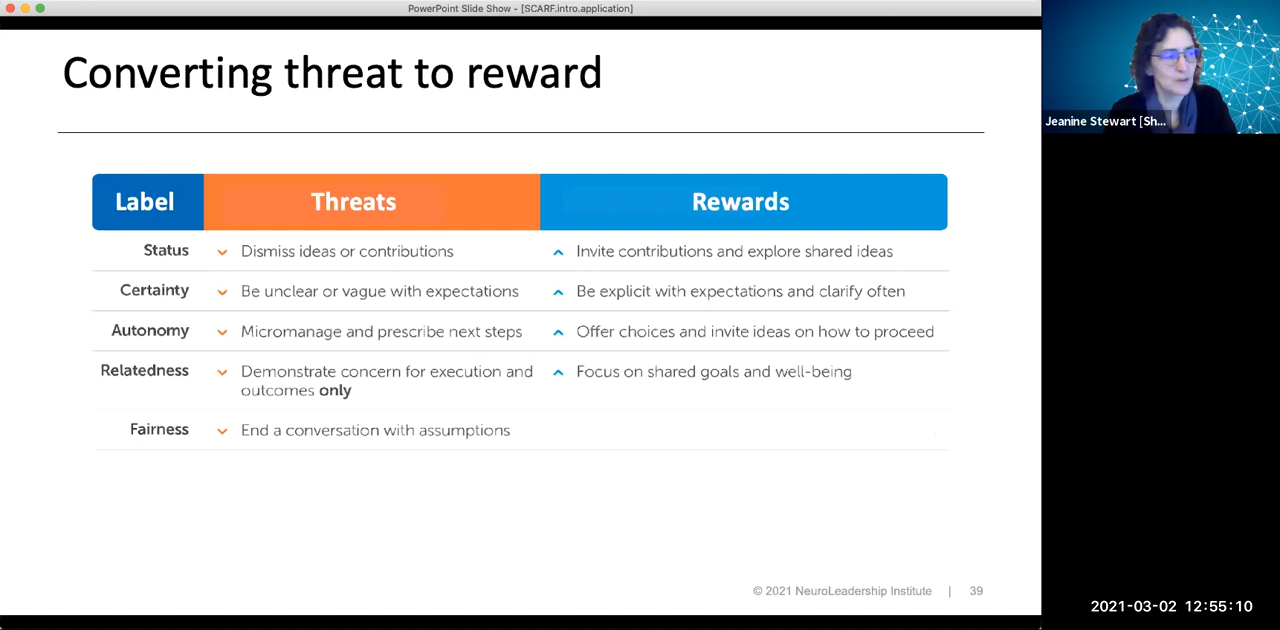 PowerPoint Slide Show - [SCARF.intro.application]
Converting threat to reward
Label Threats Rewards
Status Dismiss ideas or contributions Invite contributions and explore shared ideas
Certainty Be unclear or vague with expectations Be explicit with expectations and clarify often
Autonomy Micromanage and prescribe next steps Offer choices and invite ideas on how to proceed
Relatedness Demonstrate concern for execution and Focus on shared goals and well-being
outcomes only
Fairness End a conversation with assumptions
© 2021 NeuroLeadership Institute | 39
Jeanine Stewart [Sh...
2021-03-02 12:55:10